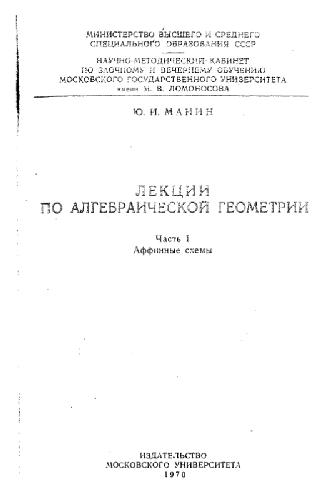 МИНИСТЕРСТВО ВЫСШЕГО И СРЕДНЕГО
СПЕЦИАЛЬНОГО ОБРАЗОВАНИЯ СССР
НАУЧНО-МЕТОДИЧЕСКИЙ КАБИНЕТ
ПО ЗАОЧНОМУ И ВЕЧЕРНЕМУ ОБУЧЕНИЮ
МОСКОВСКОГО ГОСУДАРСТВЕННОГО УНИВЕРСИТЕТА
имени М. В. ЛОМОНОСОВА
Ю. И. МАНИН
ЛЕКЦИИ
ПО АЛГЕБРАИЧЕСКОЙ ГЕОМЕТРИИ
Часть I
Аффинные схемы
ИЗДАТЕЛЬСТВО
МОСКОВСКОГО УНИВЕРСИТЕТА
1970